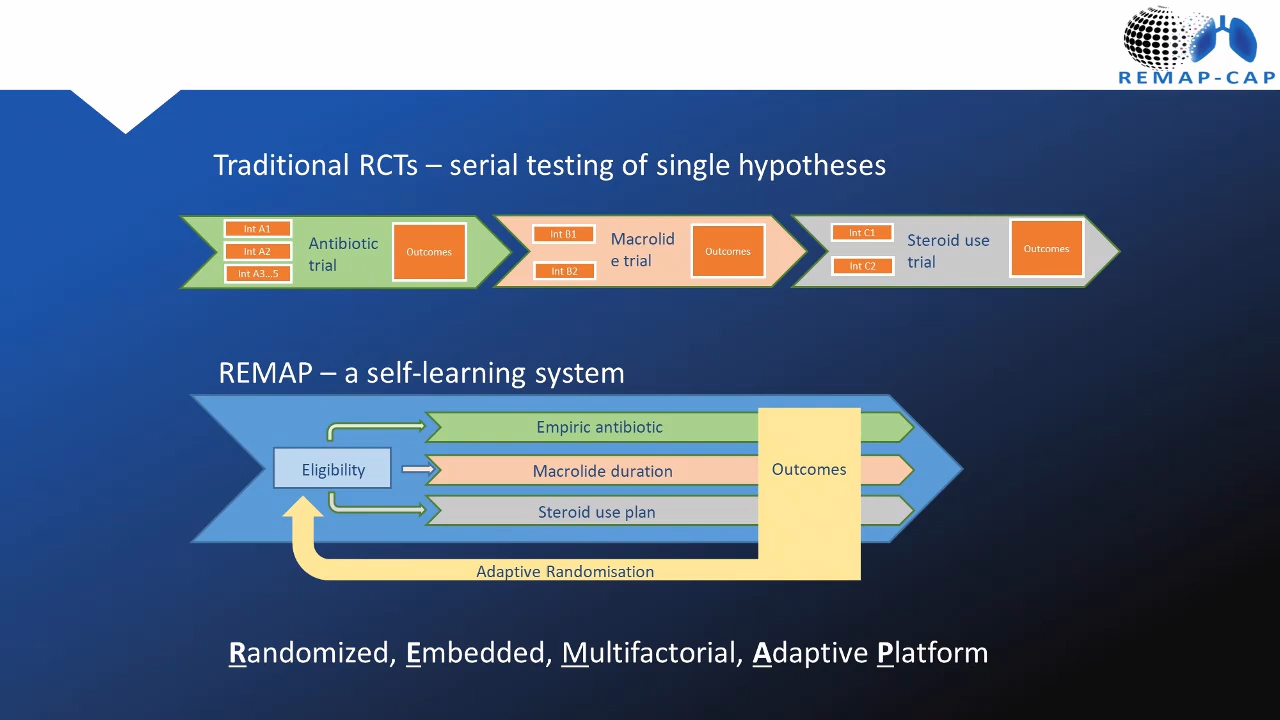 REMAP-CAP
Traditional RCTs – serial testing of single hypotheses
Int A1
Int A2
Int A3...5
Antibiotic
trial
Outcomes
Int B1
Int B2
Macrolid
e trial
Outcomes
Int C1
Int C2
Steroid use
trial
Outcomes
REMAP – a self-learning system
Eligibility
Empiric antibiotic
Macrolide duration
Steroid use plan
Outcomes
Adaptive Randomisation
Randomized, Embedded, Multifactorial, Adaptive Platform